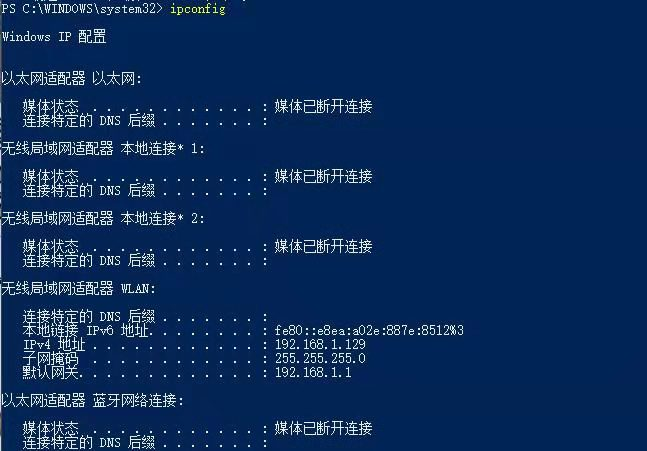 PS C:\WINDOWS\system32> ipconfig
Windows IP 配置
以太网适配器 以太网:
媒体状态 . . . . . . . . . . . . : 媒体已断开连接
连接特定的 DNS 后缀 . . . . . . . :
无线局域网适配器 本地连接* 1:
媒体状态 . . . . . . . . . . . . : 媒体已断开连接
连接特定的 DNS 后缀 . . . . . . . :
无线局域网适配器 本地连接* 2:
媒体状态 . . . . . . . . . . . . : 媒体已断开连接
连接特定的 DNS 后缀 . . . . . . . :
无线局域网适配器 WLAN:
连接特定的 DNS 后缀 . . . . . . . :
本地链接 IPv6 地址. . . . . . . . : fe80::e8ea:a02e:887e:8512%3
IPv4 地址 . . . . . . . . . . . . : 192.168.1.129
子网掩码 . . . . . . . . . . . . : 255.255.255.0
默认网关. . . . . . . . . . . . . : 192.168.1.1
以太网适配器 蓝牙网络连接:
媒体状态 . . . . . . . . . . . . : 媒体已断开连接
连接特定的 DNS 后缀 . . . . . . . :